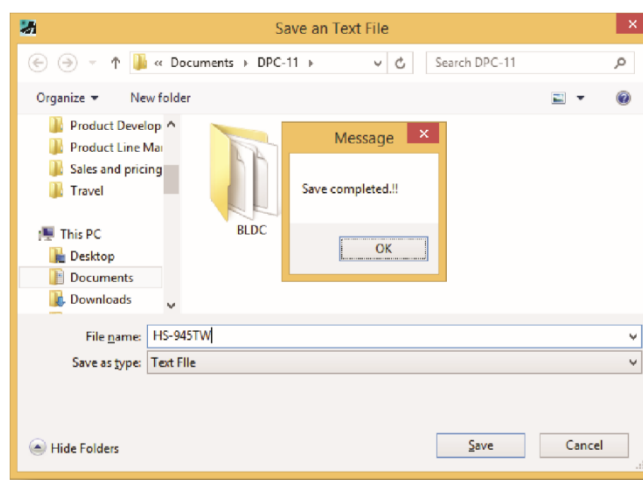 Save an Text File
« Documents › DPC-11 ›
Search DPC-11
Organize
New folder
Product Develop
Product Line Mar
Sales and pricing
Travel
This PC
Desktop
Documents
Downloads
BLDC
Message
Save completed.!!
OK
File name: HS-945TW
Save as type: Text FIle
Hide Folders
Save
Cancel